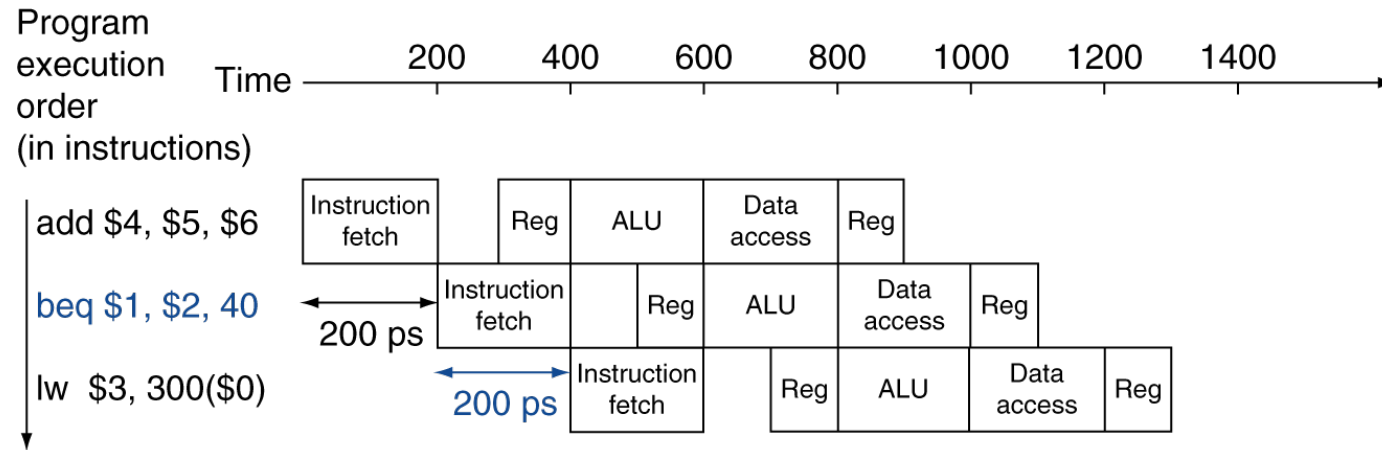 Program
execution
order
(in instructions)
Time
200 400 600 800 1000 1200 1400
add $4, $5, $6
Instruction
fetch
Reg
ALU
Data
access
Reg
beq $1, $2, 40
200 ps
Instruction
fetch
Reg
ALU
Data
access
Reg
lw $3, 300($0)
200 ps
Instruction
fetch
Reg
ALU
Data
access
Reg